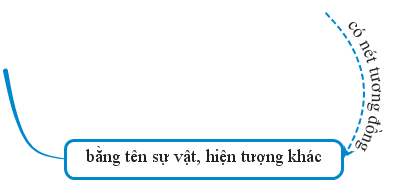 có nét tương đồng
bằng tên sự vật, hiện tượng khác